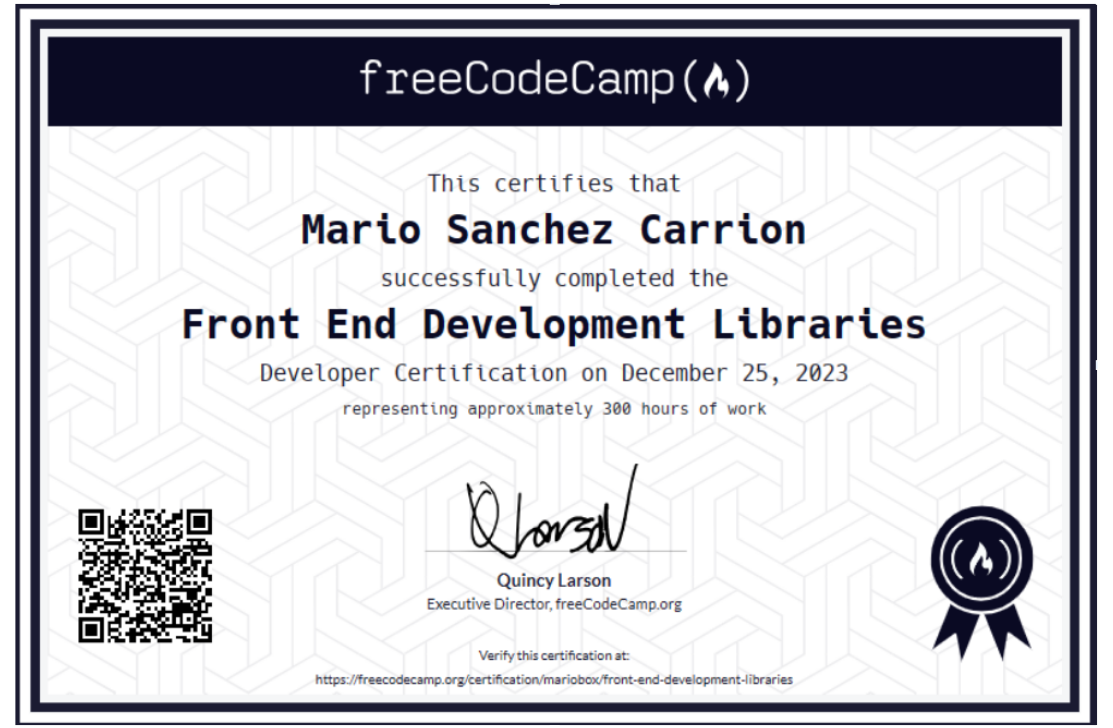 freeCodeCamp(🔥)
This certifies that
Mario Sanchez Carrion
successfully completed the
Front End Development Libraries
Developer Certification on December 25, 2023
representing approximately 300 hours of work
QLarson
Quincy Larson
Executive Director, freeCodeCamp.org
Verify this certification at:
https://freecodecamp.org/certification/mariobox/front-end-development-libraries